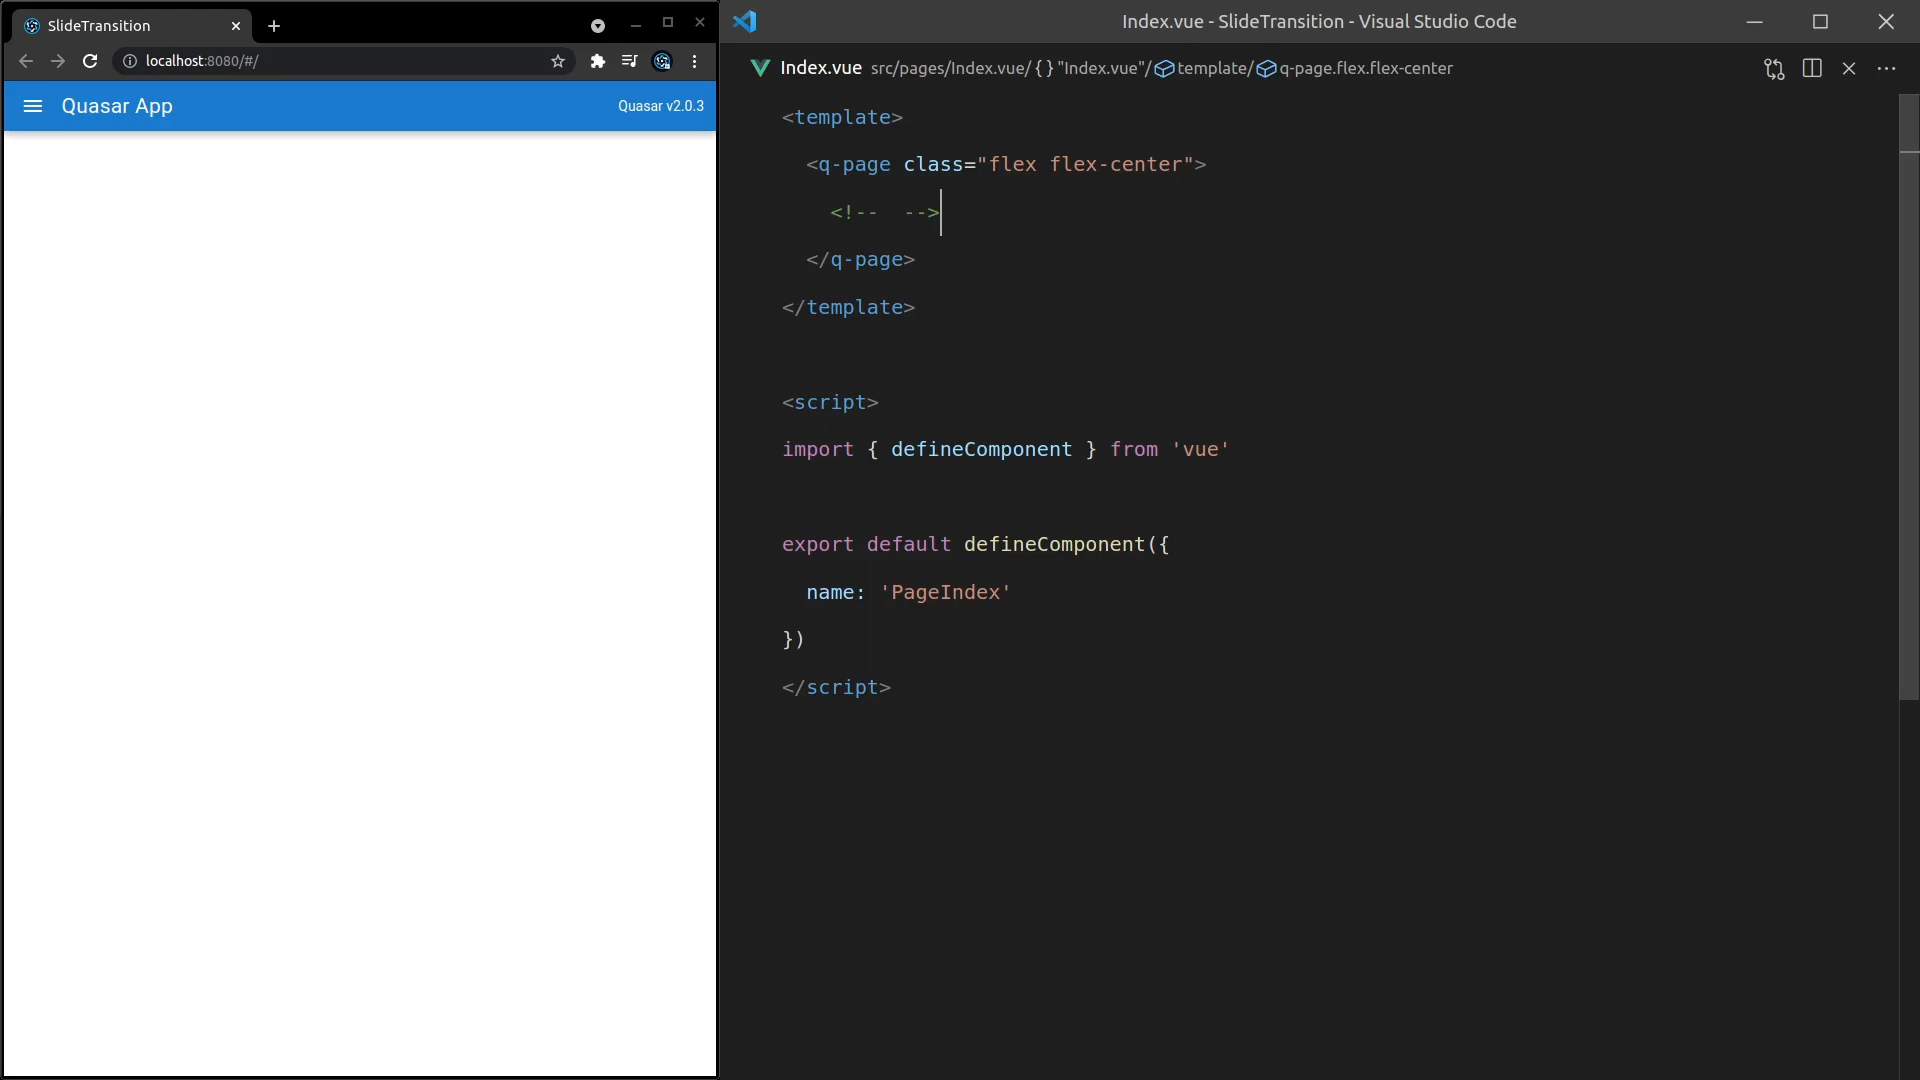 SlideTransition
localhost:8080/#/
Quasar App
Quasar v2.0.3
Index.vue - SlideTransition - Visual Studio Code
Index.vue src/pages/Index.vue/ { } "Index.vue"/ template/ q-page.flex.flex-center
<template>
<q-page class="flex flex-center">
<!--  -->
</q-page>
</template>
<script>
import { defineComponent } from 'vue'
export default defineComponent({
name: 'PageIndex'
})
</script>